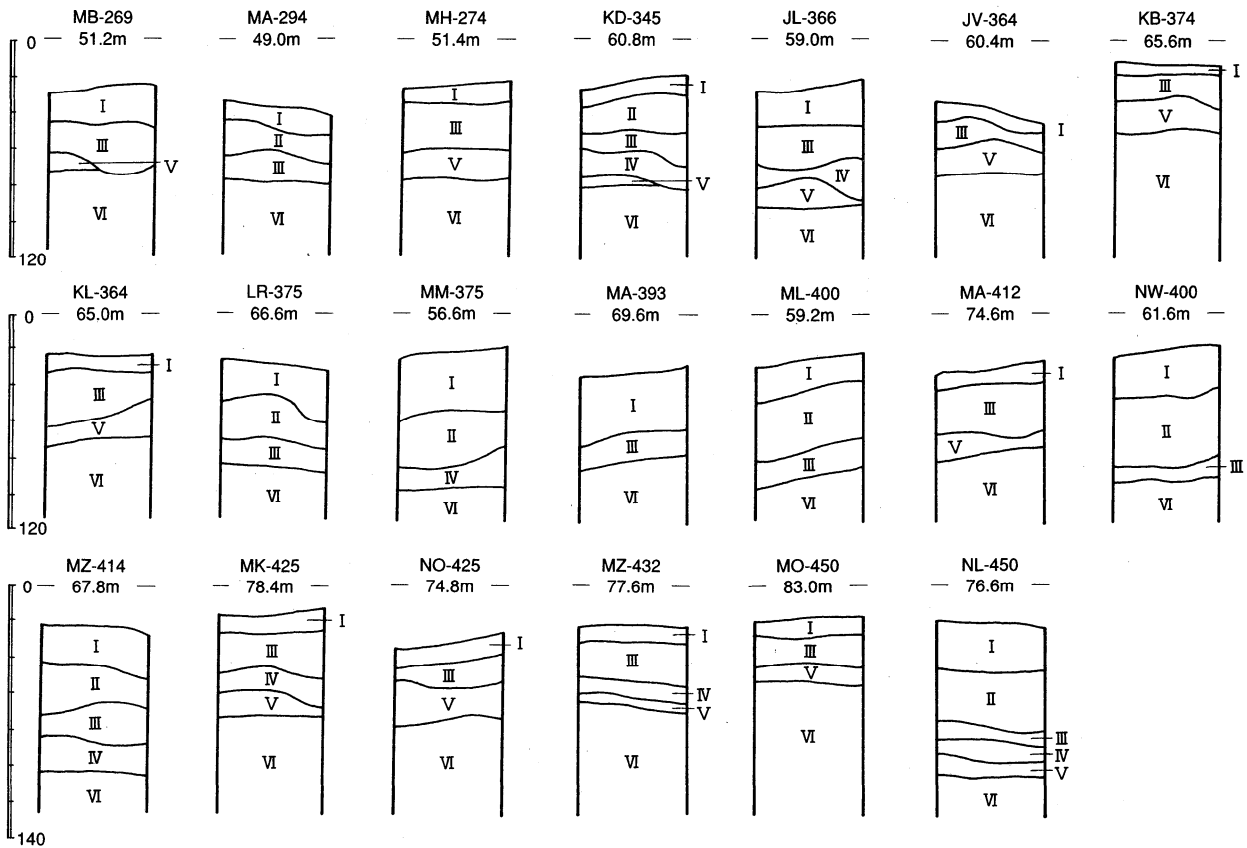 MB-269 MA-294 MH-274 KD-345 JL-366 JV-364 KB-374
0 51.2m 49.0m 51.4m 60.8m 59.0m 60.4m 65.6m
I III V VI
I II III VI
I III V VI
I II III IV V VI
I III IV V VI
I III V VI
I III V VI
120
KL-364 LR-375 MM-375 MA-393 ML-400 MA-412 NW-400
0 65.0m 66.6m 56.6m 69.6m 59.2m 74.6m 61.6m
I III V VI
I II III VI
I II IV VI
I III VI
I II III VI
I III V VI
I II III VI
120
MZ-414 MK-425 NO-425 MZ-432 MO-450 NL-450
0 67.8m 78.4m 74.8m 77.6m 83.0m 76.6m
I II III IV VI
I III IV V VI
I III V VI
I III IV V
I III V VI
I II III IV V VI
140